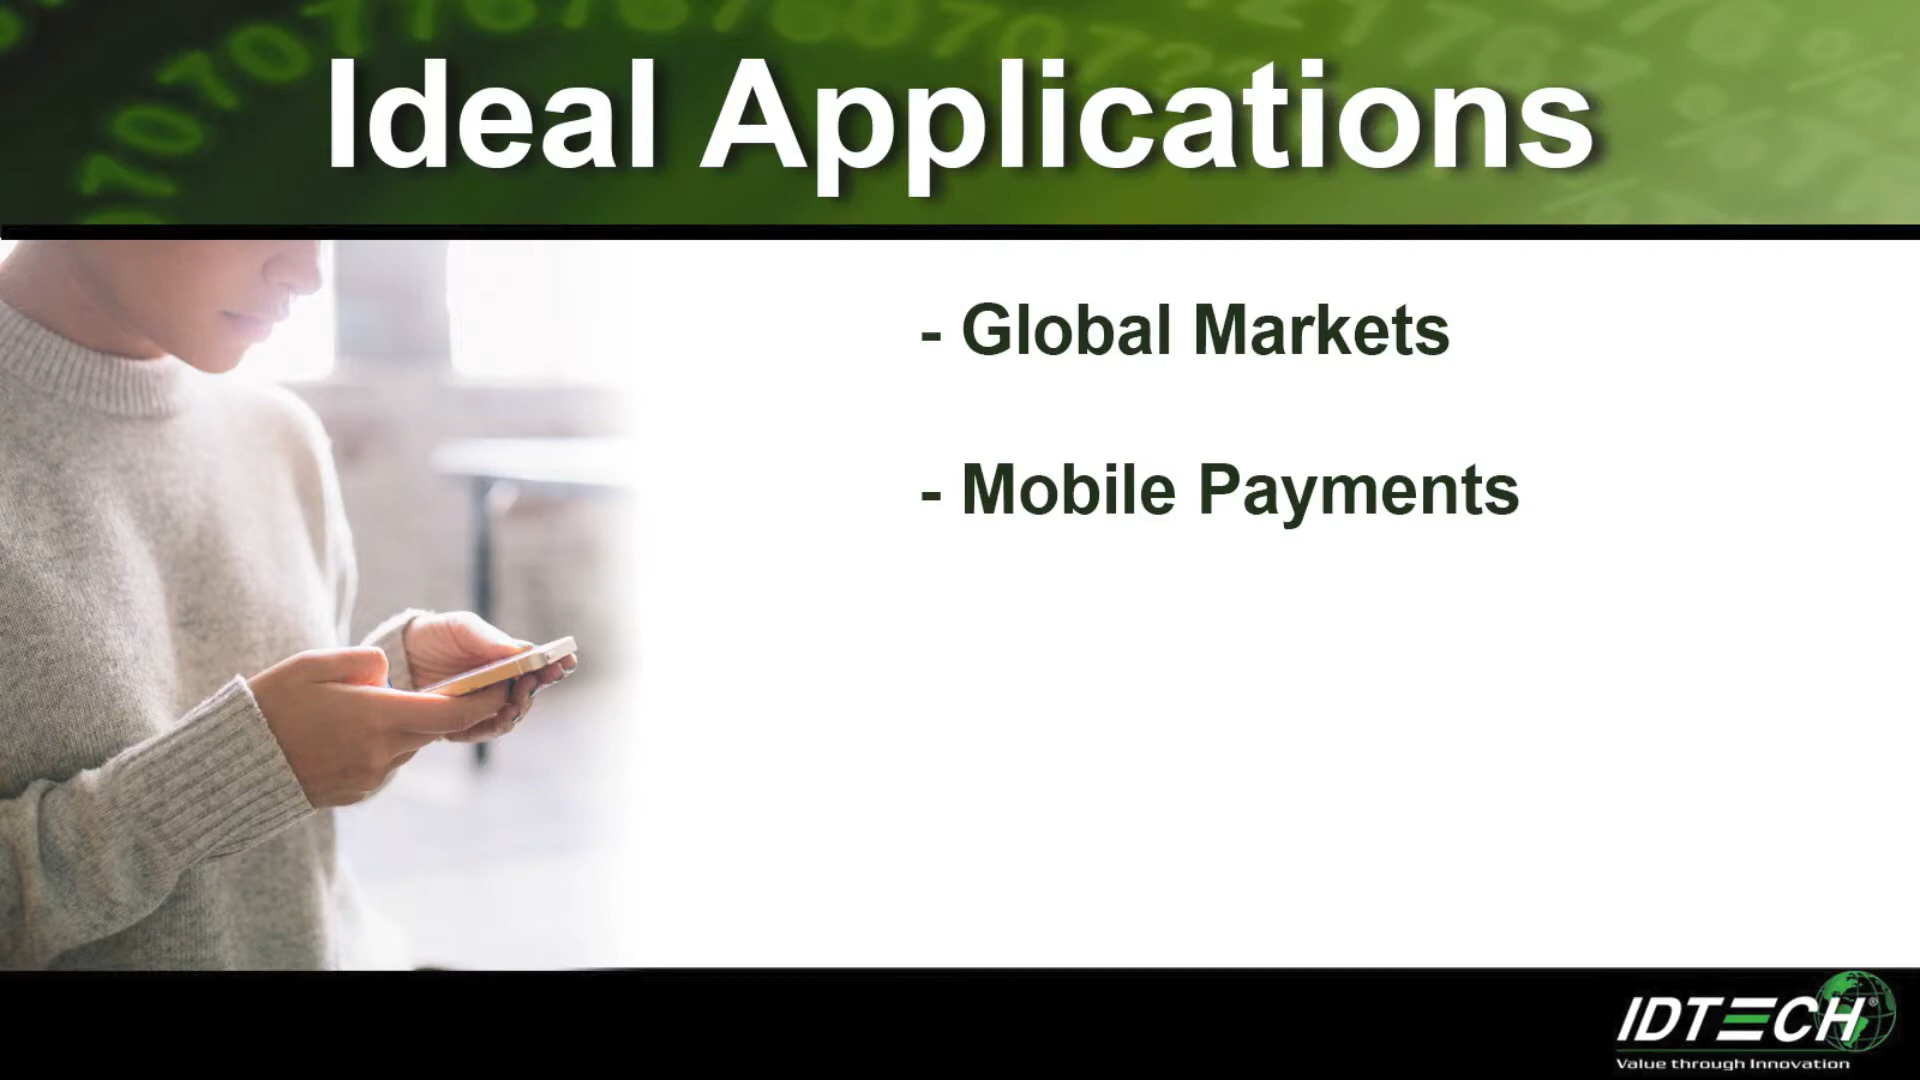 Ideal Applications
- Global Markets
- Mobile Payments
IDTECH®
Value through Innovation